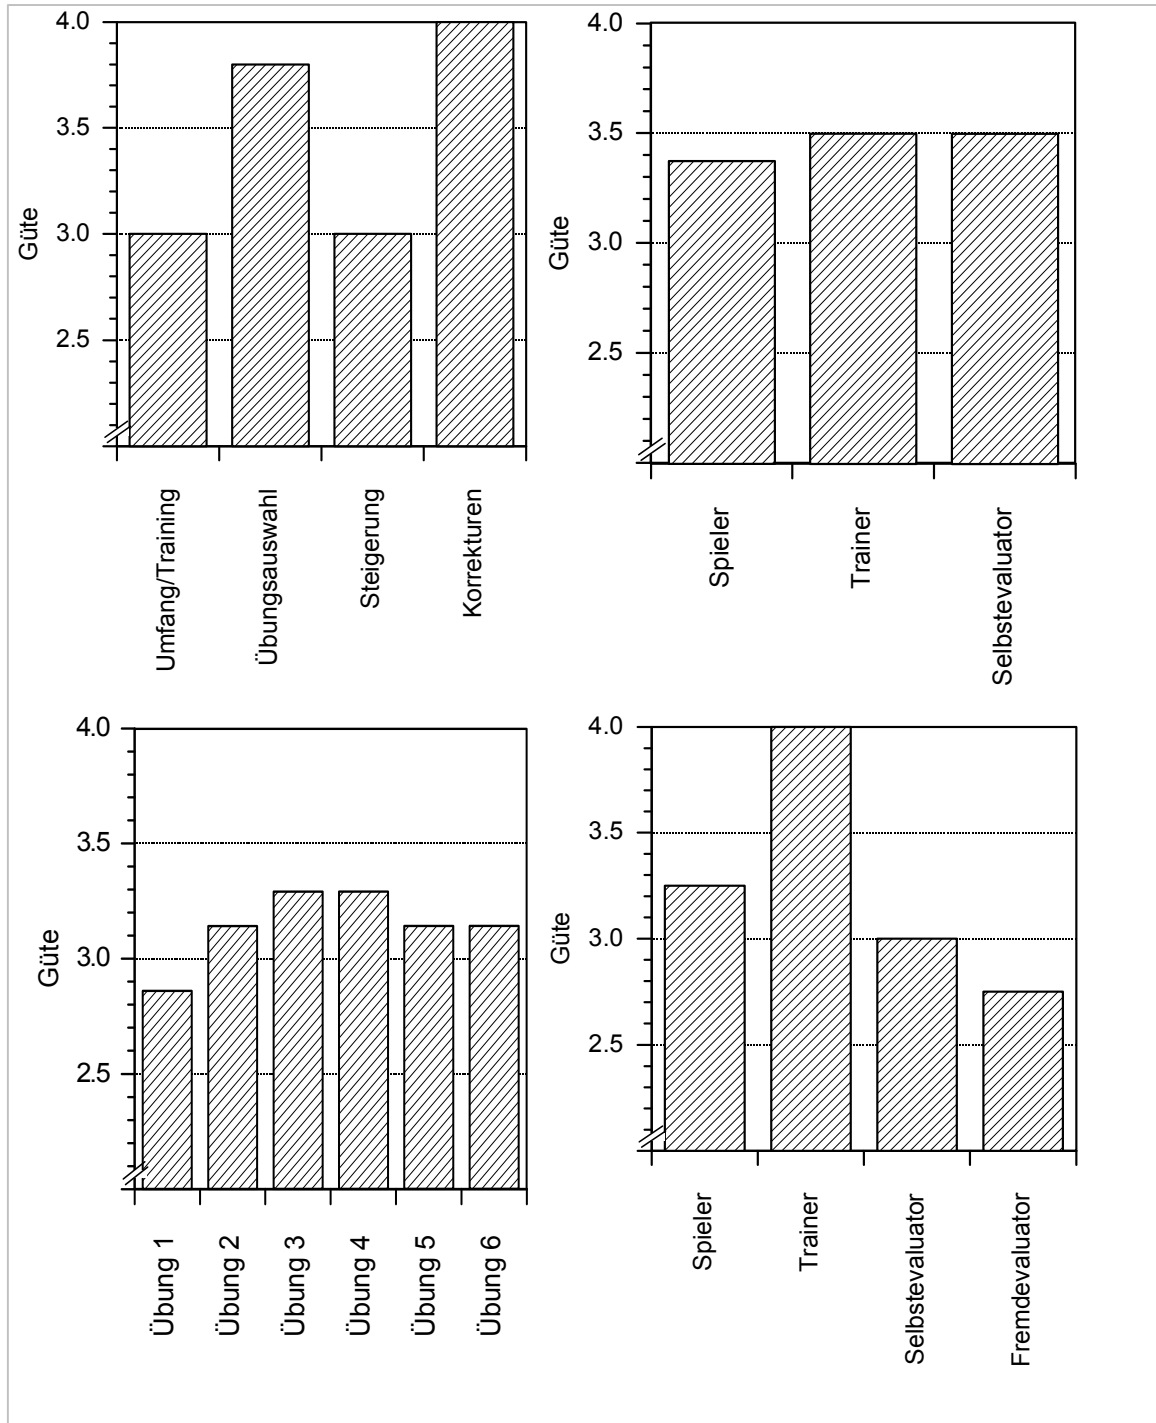 4.0
3.5
3.0
2.5
Güte
Umfang/Training
Übungsauswahl
Steigerung
Korrekturen
4.0
3.5
3.0
2.5
Güte
Spieler
Trainer
Selbstevaluator
4.0
3.5
3.0
2.5
Güte
Übung 1
Übung 2
Übung 3
Übung 4
Übung 5
Übung 6
4.0
3.5
3.0
2.5
Güte
Spieler
Trainer
Selbstevaluator
Fremdevaluator